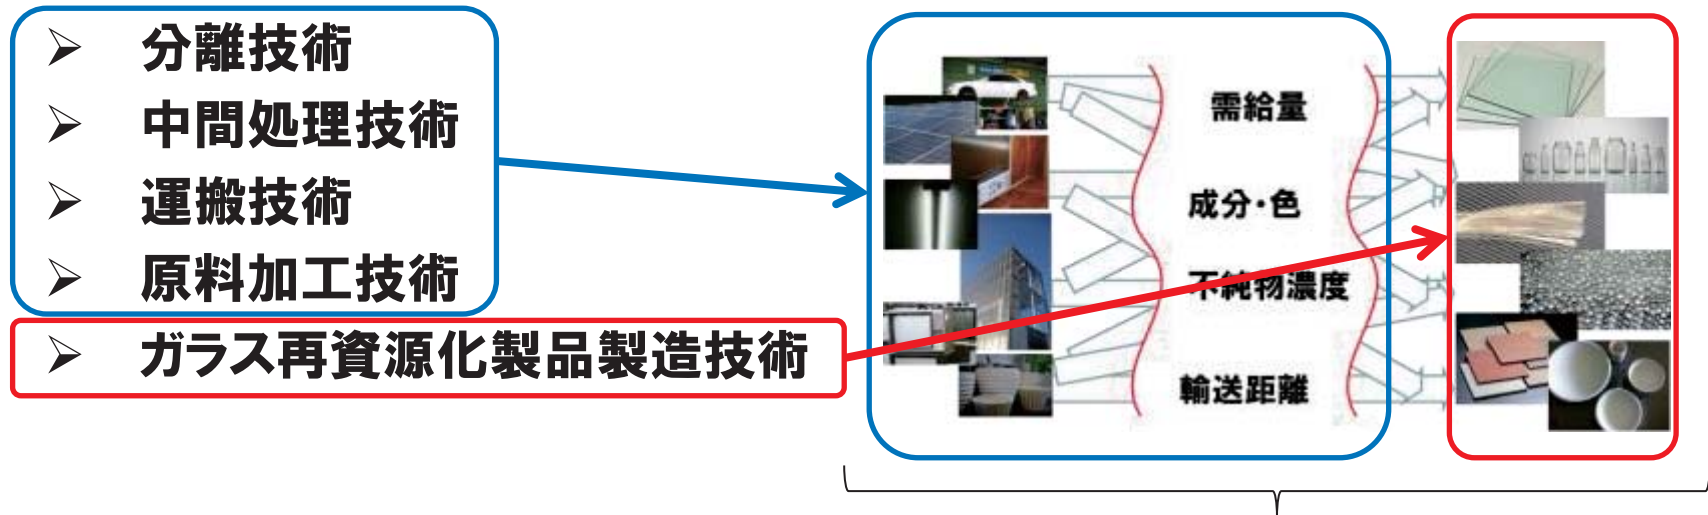 ➢ 分離技術
➢ 中間処理技術
➢ 運搬技術
➢ 原料加工技術
➢ ガラス再資源化製品製造技術
需給量
成分・色
不純物濃度
輸送距離